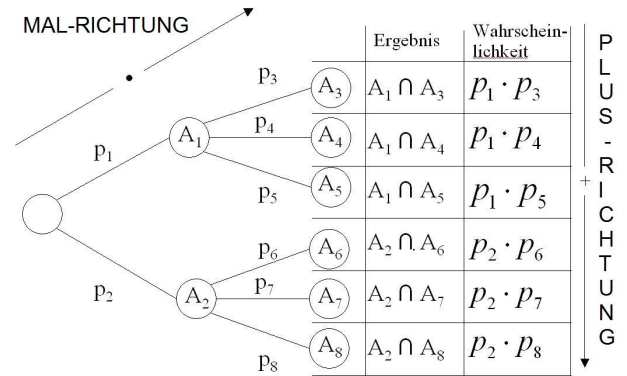 MAL-RICHTUNG
Ergebnis
Wahrschein-
lichkeit
p₃ A₃ A₁ ∩ A₃ p₁ · p₃
p₁ A₁ p₄ A₄ A₁ ∩ A₄ p₁ · p₄
p₅ A₅ A₁ ∩ A₅ p₁ · p₅
p₆ A₆ A₂ ∩ A₆ p₂ · p₆
p₂ A₂ p₇ A₇ A₂ ∩ A₇ p₂ · p₇
p₈ A₈ A₂ ∩ A₈ p₂ · p₈
+
PLUS-RICHTUNG